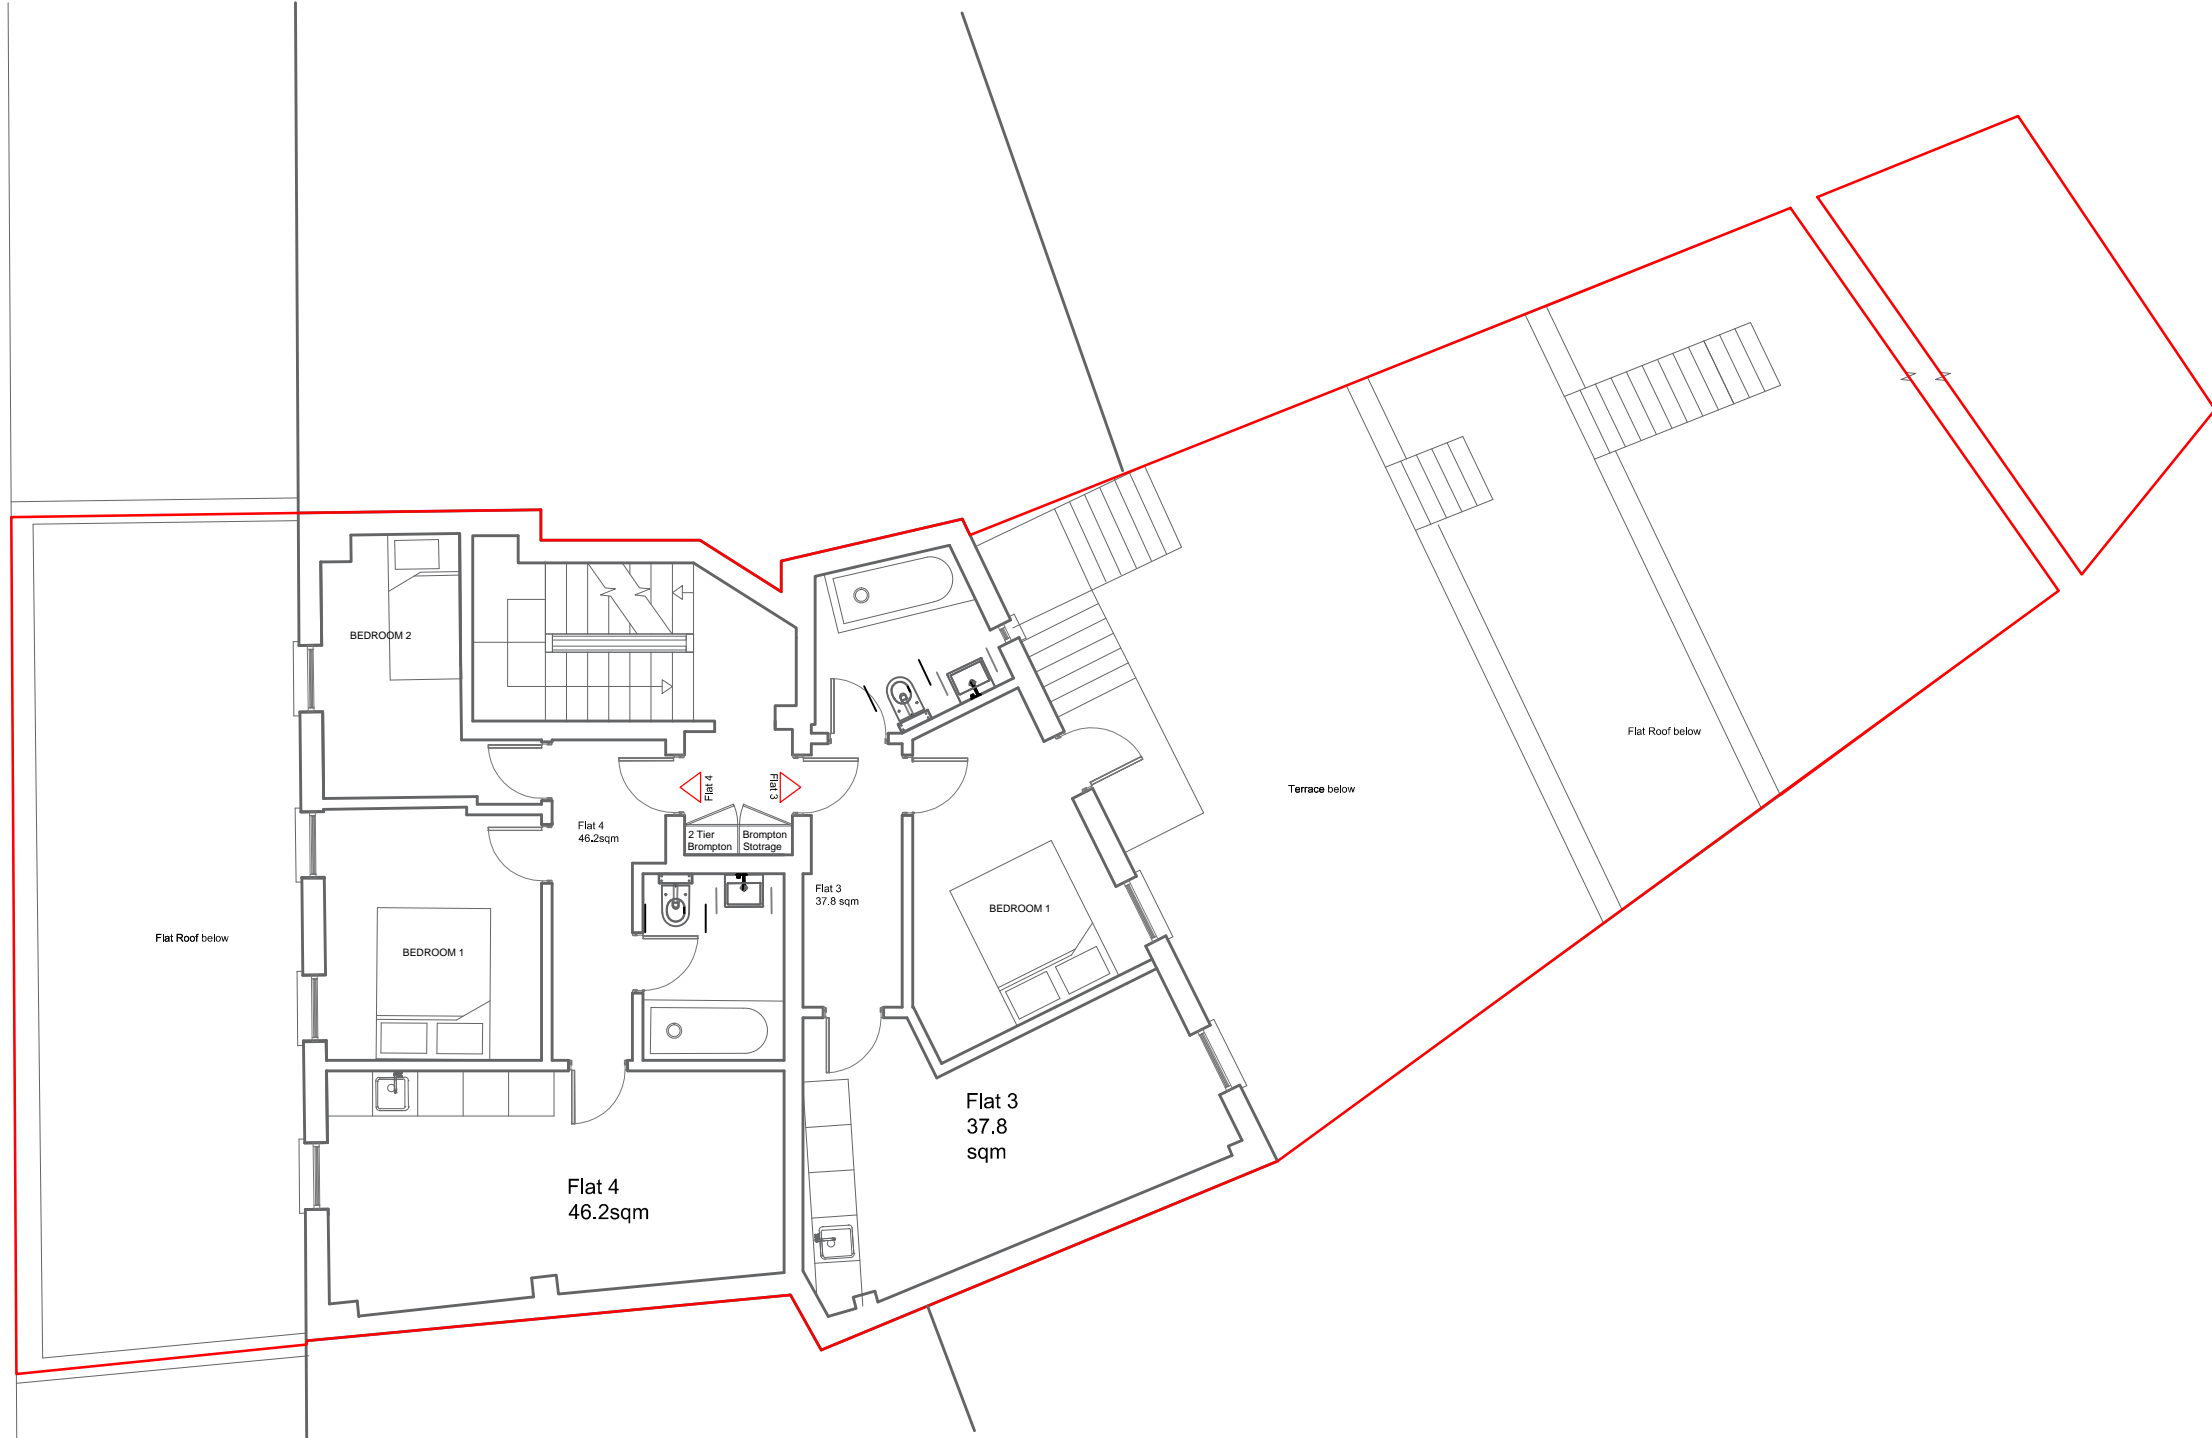 BEDROOM 2
Flat Roof below
Flat 4
Flat 3
Terrace below
Flat 4
46.2sqm
2 Tier
Brompton
Brompton
Stotrage
Flat 3
37.8 sqm
BEDROOM 1
Flat Roof below
BEDROOM 1
Flat 3
37.8
sqm
Flat 4
46.2sqm